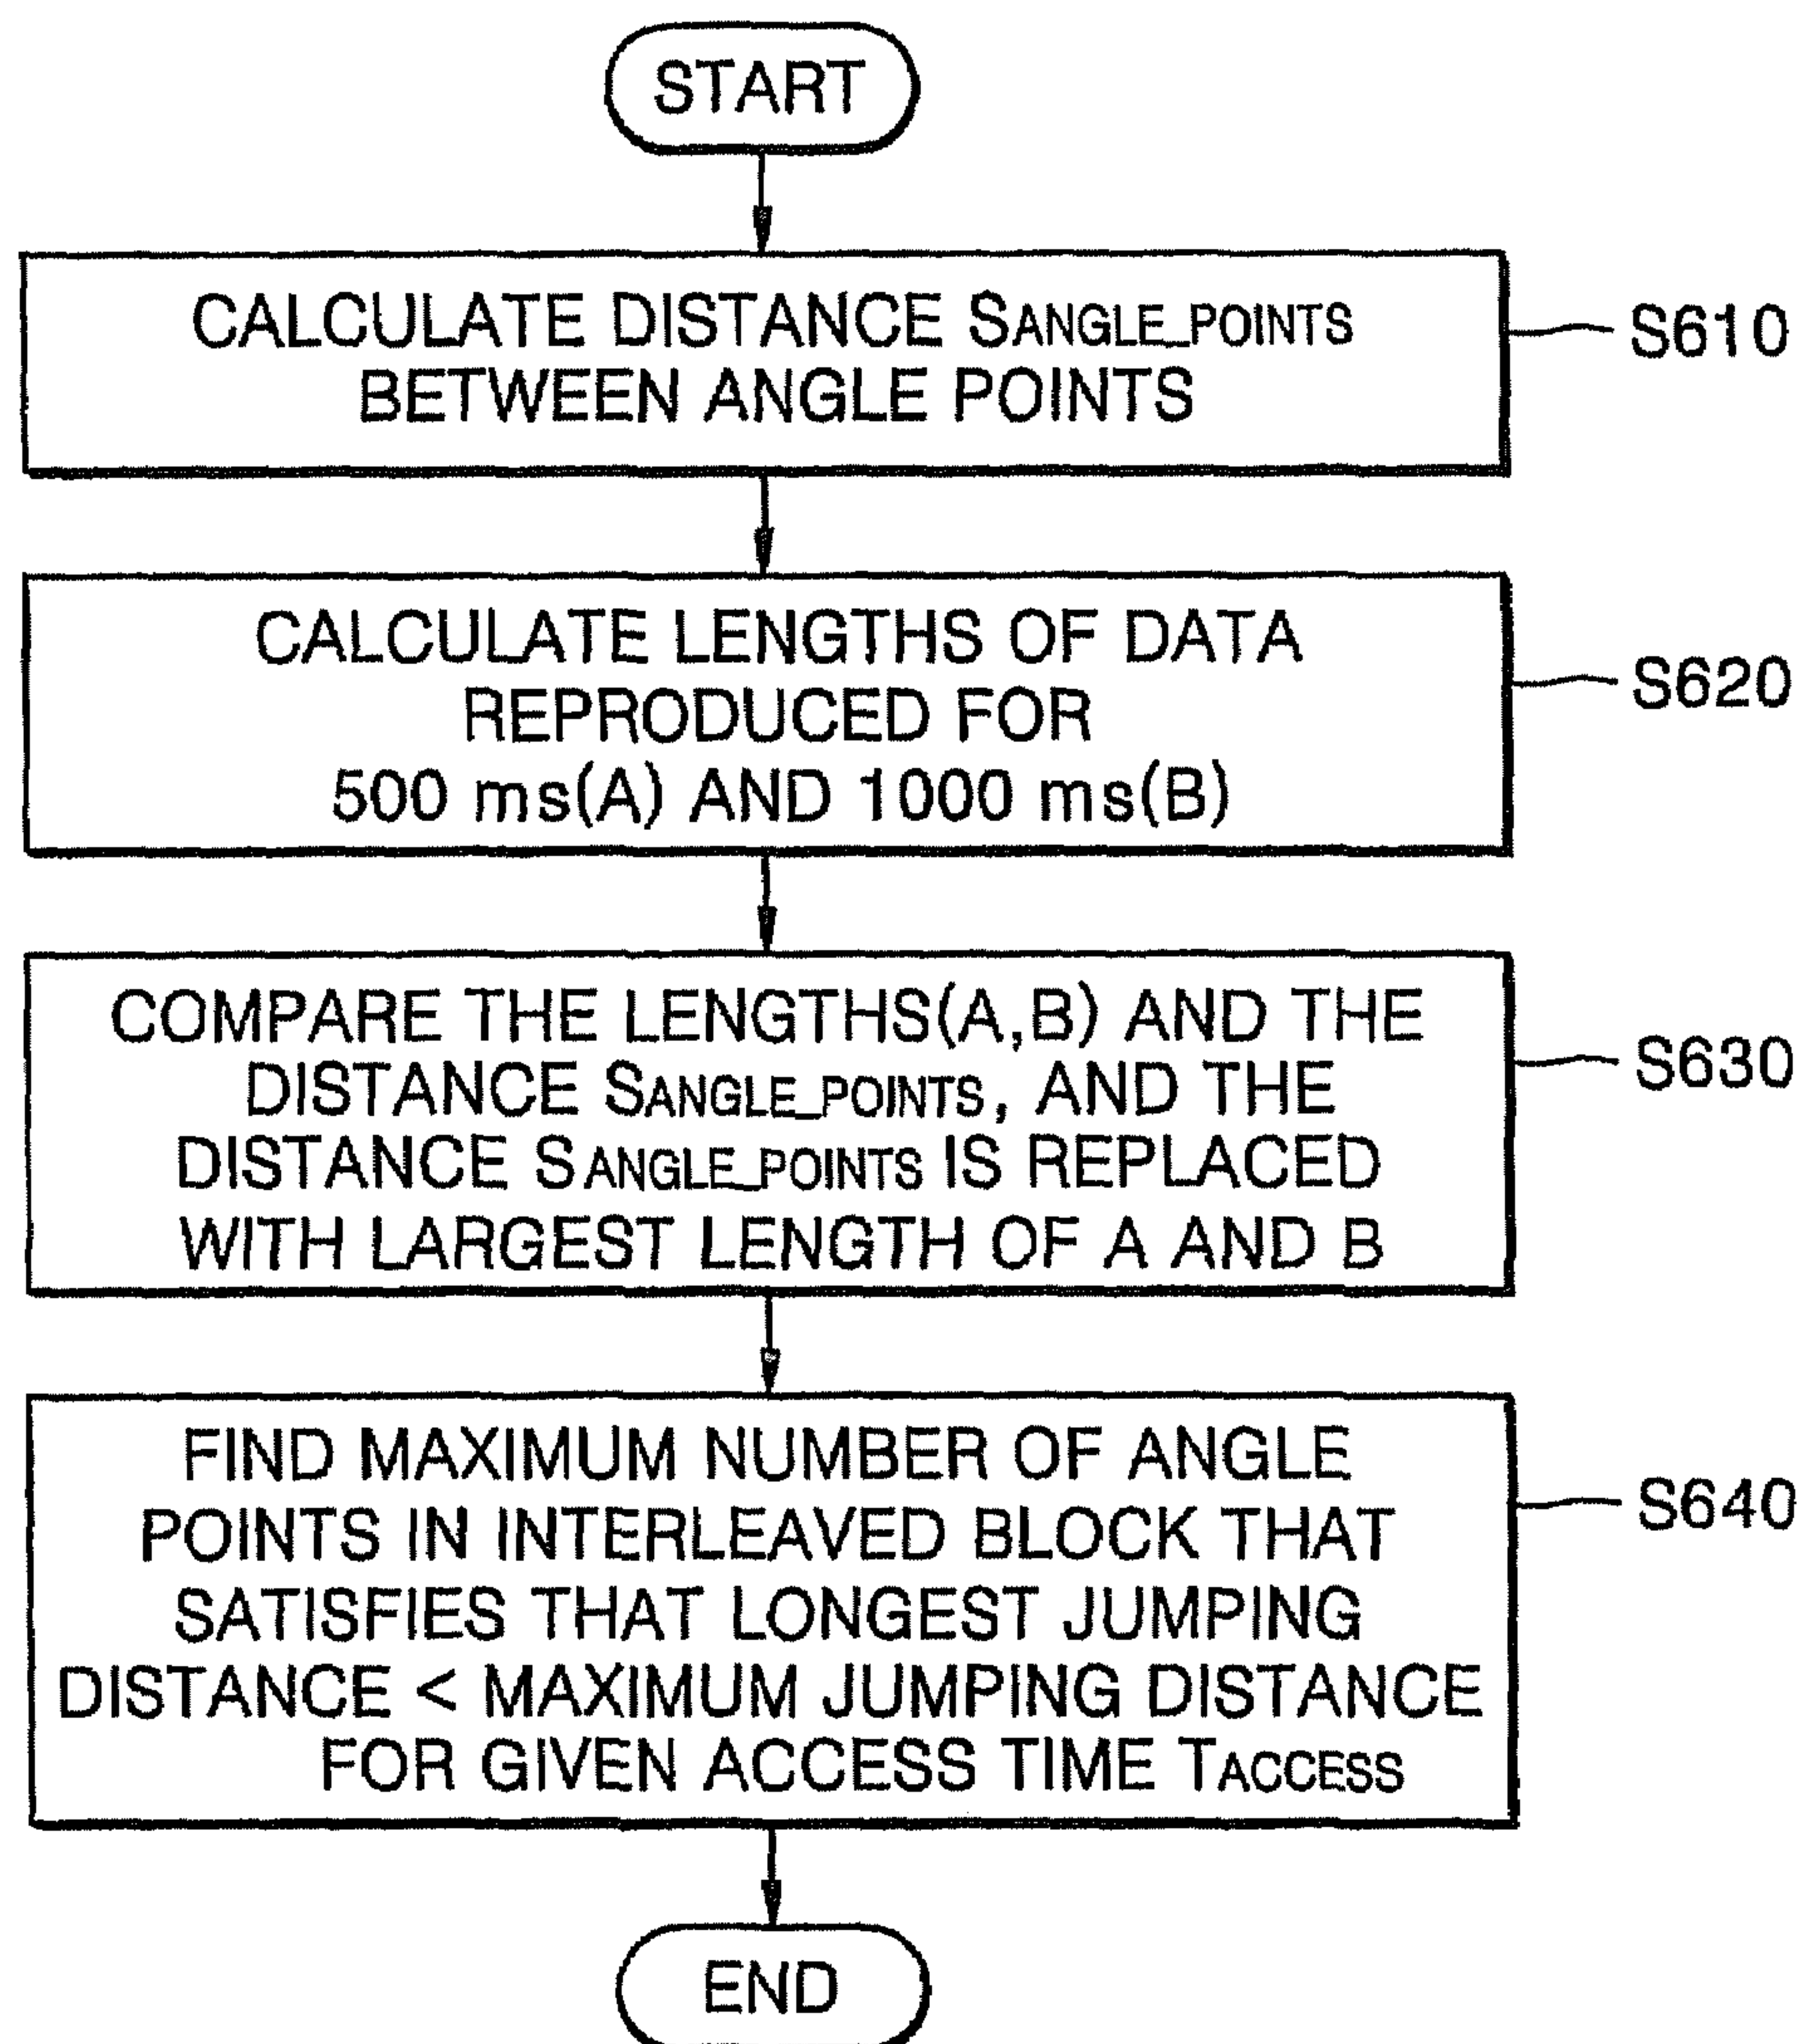 START
CALCULATE DISTANCE SANGLE_POINTS
BETWEEN ANGLE POINTS
S610
CALCULATE LENGTHS OF DATA
REPRODUCED FOR
500 ms(A) AND 1000 ms(B)
S620
COMPARE THE LENGTHS(A,B) AND THE
DISTANCE SANGLE_POINTS, AND THE
DISTANCE SANGLE_POINTS IS REPLACED
WITH LARGEST LENGTH OF A AND B
S630
FIND MAXIMUM NUMBER OF ANGLE
POINTS IN INTERLEAVED BLOCK THAT
SATISFIES THAT LONGEST JUMPING
DISTANCE < MAXIMUM JUMPING DISTANCE
FOR GIVEN ACCESS TIME TACCESS
S640
END